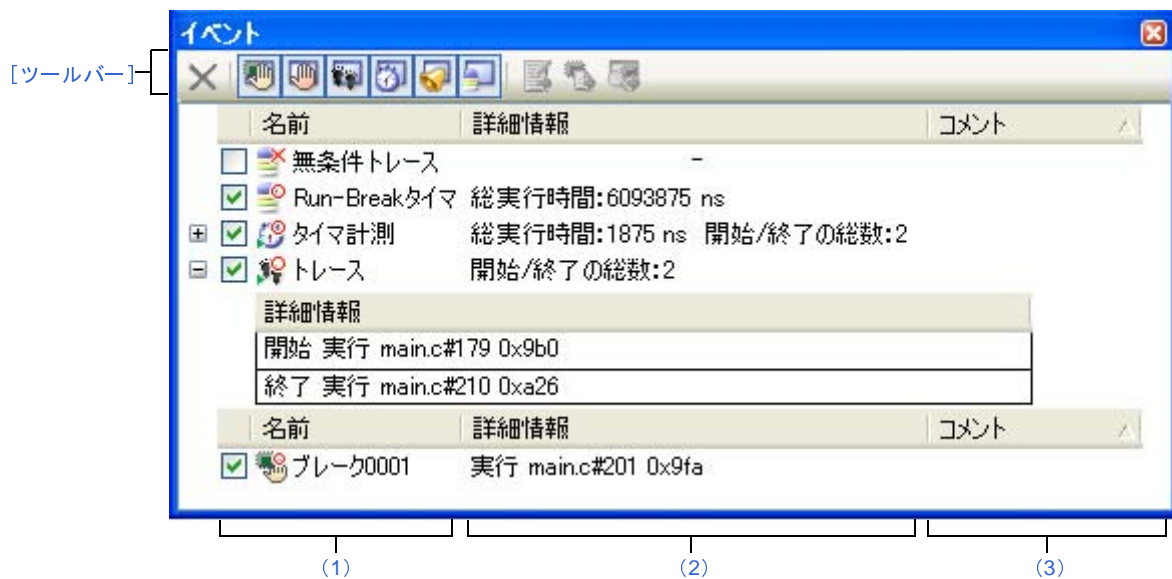 イベント
[ツールバー]
名前 詳細情報 コメント
無条件トレース -
Run-Breakタイマ 総実行時間:6093875 ns
タイマ計測 総実行時間:1875 ns 開始/終了の総数:2
トレース 開始/終了の総数:2
詳細情報
開始 実行 main.c#179 0x9b0
終了 実行 main.c#210 0xa26
名前 詳細情報 コメント
ブレーク0001 実行 main.c#201 0x9fa
(1) (2) (3)